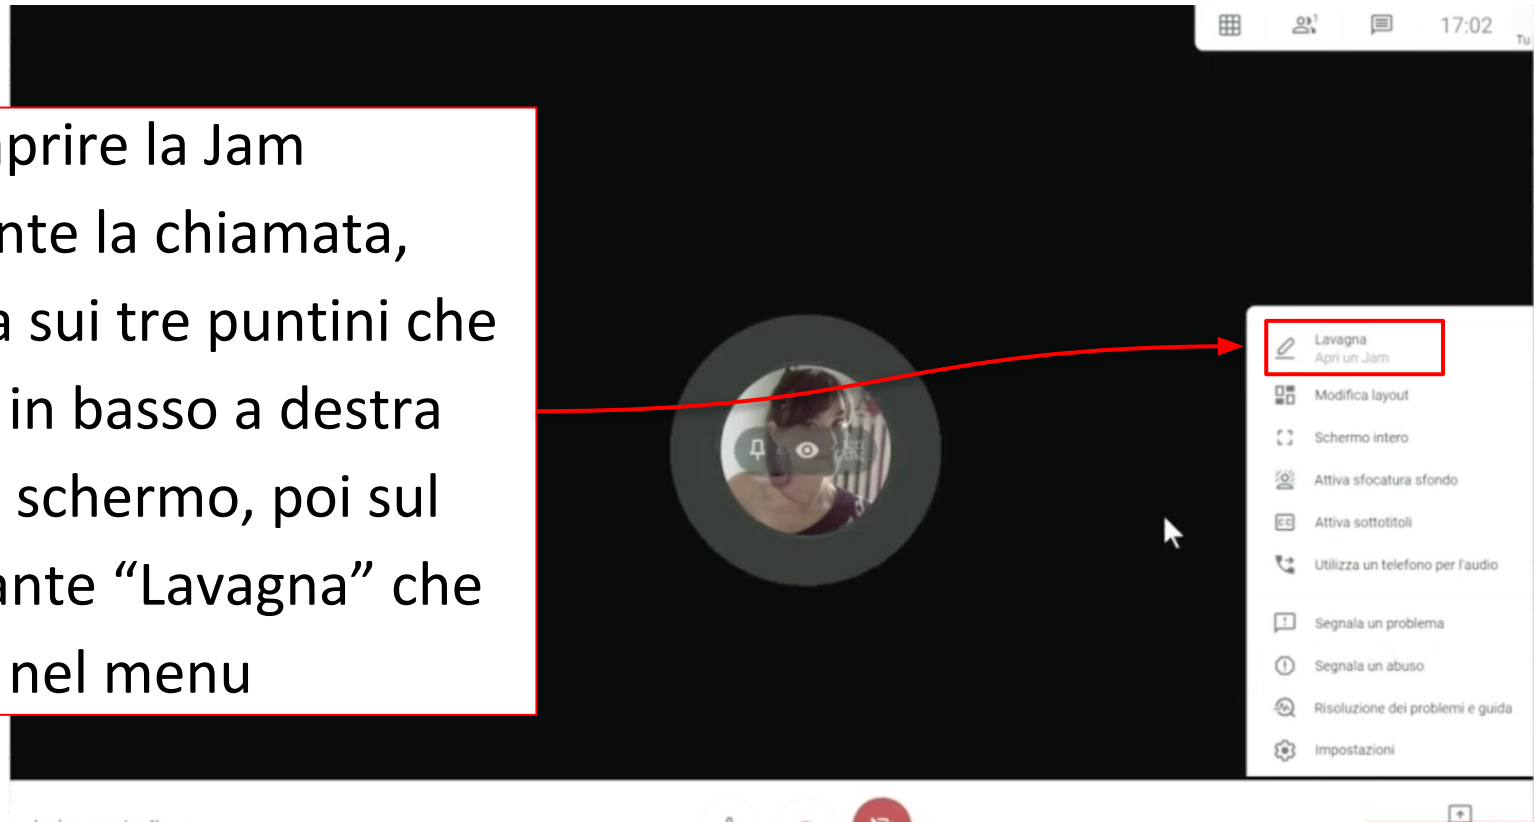 17:02
Tu
aprire la Jam
nte la chiamata,
a sui tre puntini che
in basso a destra
schermo, poi sul
ante “Lavagna” che
nel menu
Lavagna
Apri un Jam
Modifica layout
Schermo intero
Attiva sfocatura sfondo
Attiva sottotitoli
Utilizza un telefono per l'audio
Segnala un problema
Segnala un abuso
Risoluzione dei problemi e guida
Impostazioni